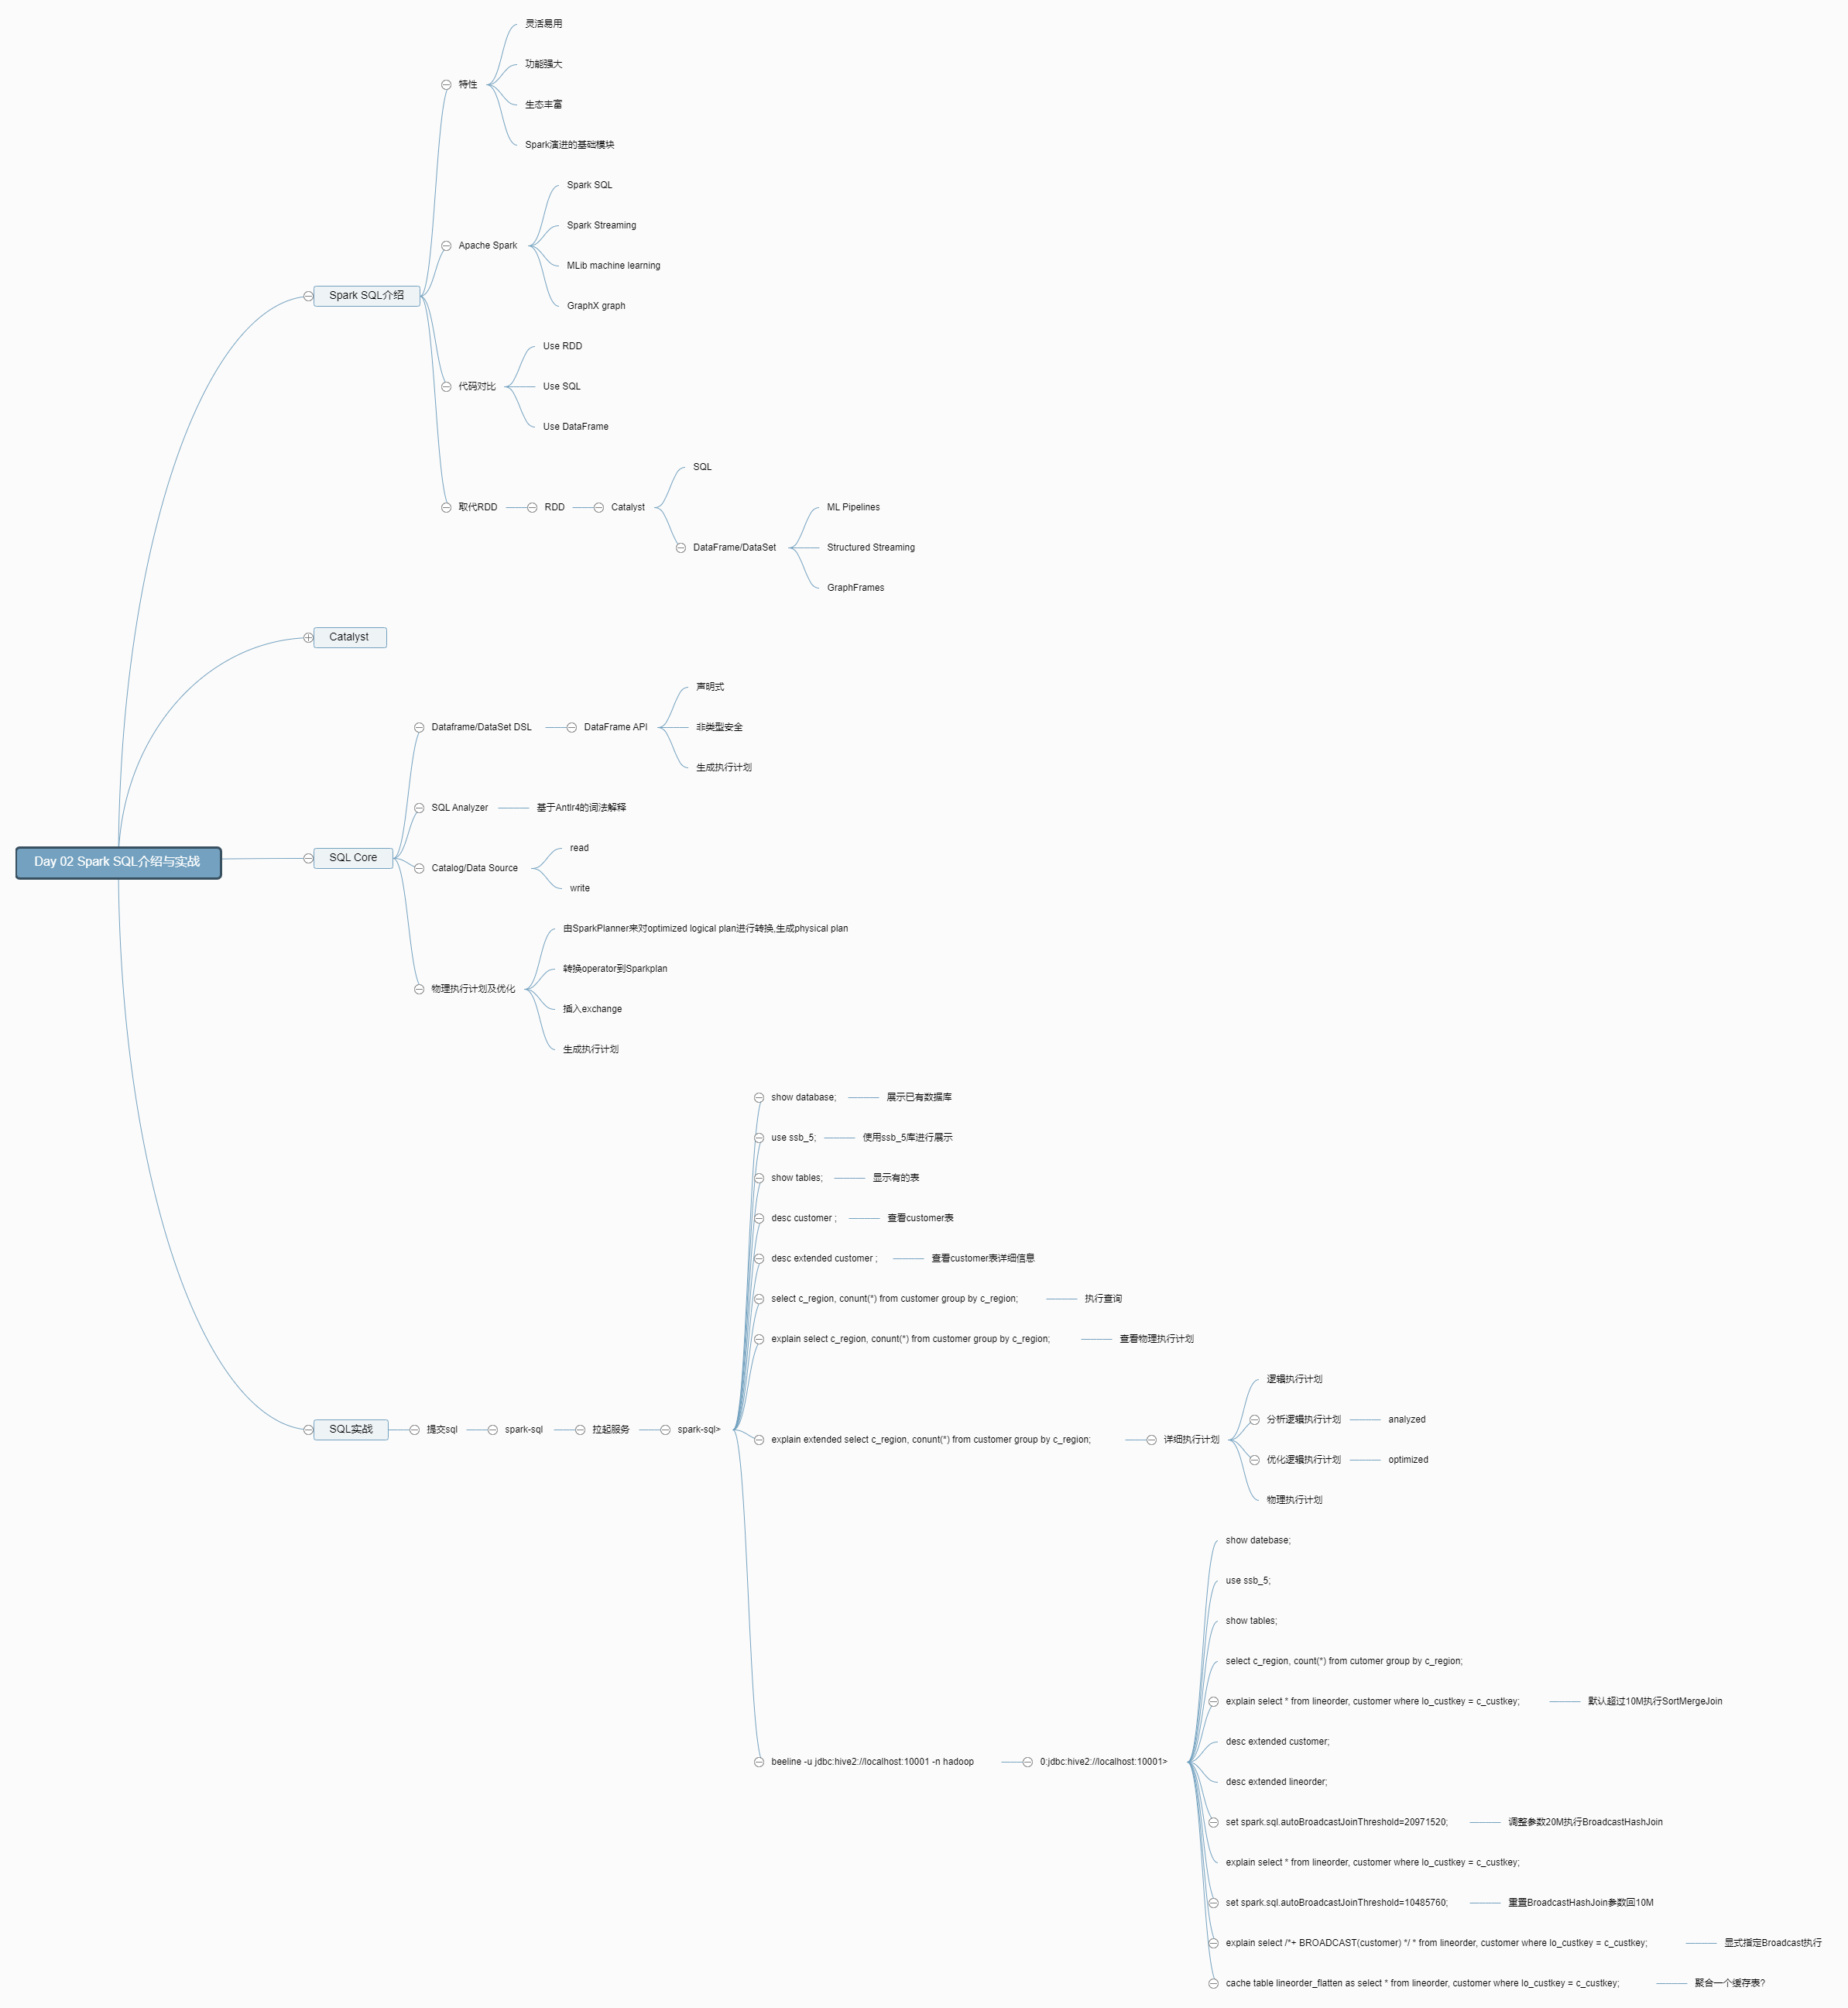 Day 02 Spark SQL介绍与实战
Spark SQL介绍
特性
灵活易用
功能强大
生态丰富
Spark演进的基础模块
Apache Spark
Spark SQL
Spark Streaming
MLib machine learning
GraphX graph
代码对比
Use RDD
Use SQL
Use DataFrame
取代RDD
RDD
Catalyst
SQL
DataFrame/DataSet
ML Pipelines
Structured Streaming
GraphFrames
Catalyst
SQL Core
Dataframe/DataSet DSL
DataFrame API
声明式
非类型安全
生成执行计划
SQL Analyzer
基于Antlr4的词法解释
Catalog/Data Source
read
write
物理执行计划及优化
由SparkPlanner来对optimized logical plan进行转换,生成physical plan
转换operator到Sparkplan
插入exchange
生成执行计划
SQL实战
提交sql
spark-sql
拉起服务
spark-sql>
show database;
展示已有数据库
use ssb_5;
使用ssb_5库进行展示
show tables;
显示有的表
desc customer ;
查看customer表
desc extended customer ;
查看customer表详细信息
select c_region, conunt(*) from customer group by c_region;
执行查询
explain select c_region, conunt(*) from customer group by c_region;
查看物理执行计划
explain extended select c_region, conunt(*) from customer group by c_region;
详细执行计划
逻辑执行计划
分析逻辑执行计划
analyzed
优化逻辑执行计划
optimized
物理执行计划
beeline -u jdbc:hive2://localhost:10001 -n hadoop
0:jdbc:hive2://localhost:10001>
show datebase;
use ssb_5;
show tables;
select c_region, count(*) from cutomer group by c_region;
explain select * from lineorder, customer where lo_custkey = c_custkey;
默认超过10M执行SortMergeJoin
desc extended customer;
desc extended lineorder;
set spark.sql.autoBroadcastJoinThreshold=20971520;
调整参数20M执行BroadcastHashJoin
explain select * from lineorder, customer where lo_custkey = c_custkey;
set spark.sql.autoBroadcastJoinThreshold=10485760;
重置BroadcastHashJoin参数回10M
explain select /*+ BROADCAST(customer) */ * from lineorder, customer where lo_custkey = c_custkey;
显式指定Broadcast执行
cache table lineorder_flatten as select * from lineorder, customer where lo_custkey = c_custkey;
聚合一个缓存表?